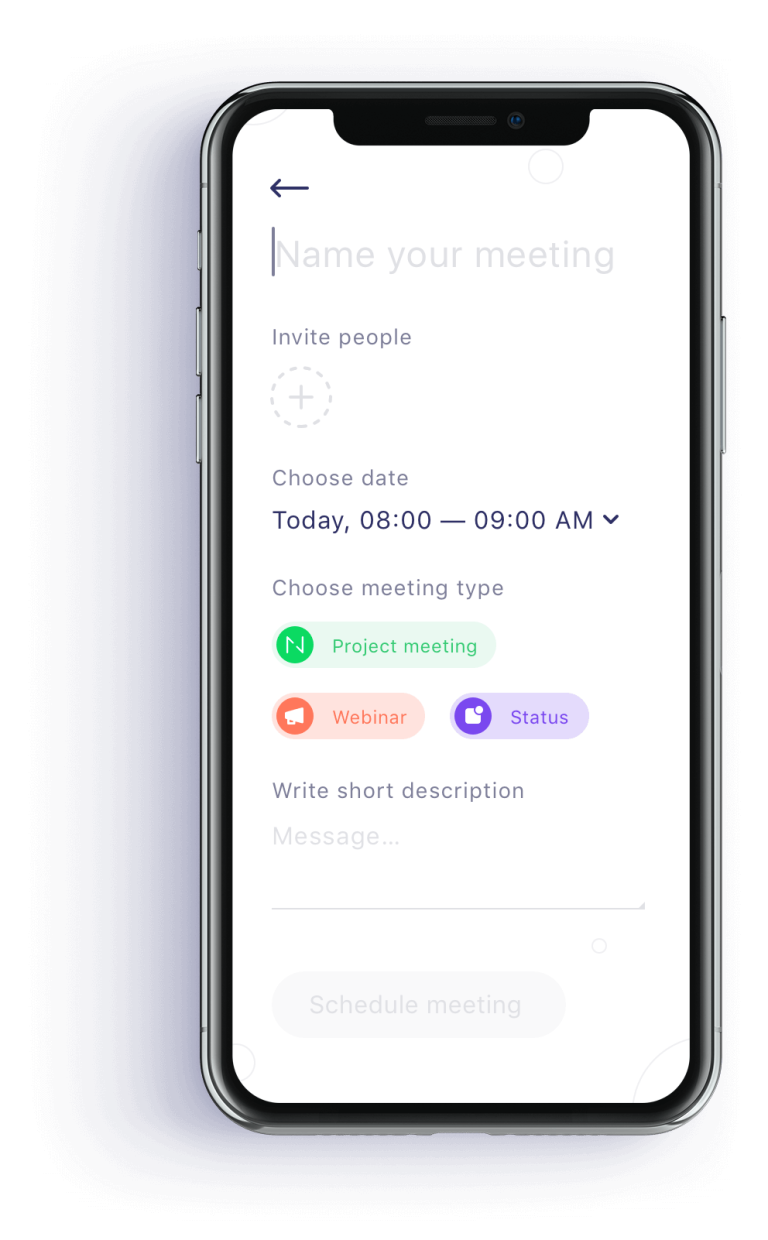 Name your meeting
Invite people
Choose date
Today, 08:00 — 09:00 AM
Choose meeting type
Project meeting
Webinar
Status
Write short description
Message...
Schedule meeting